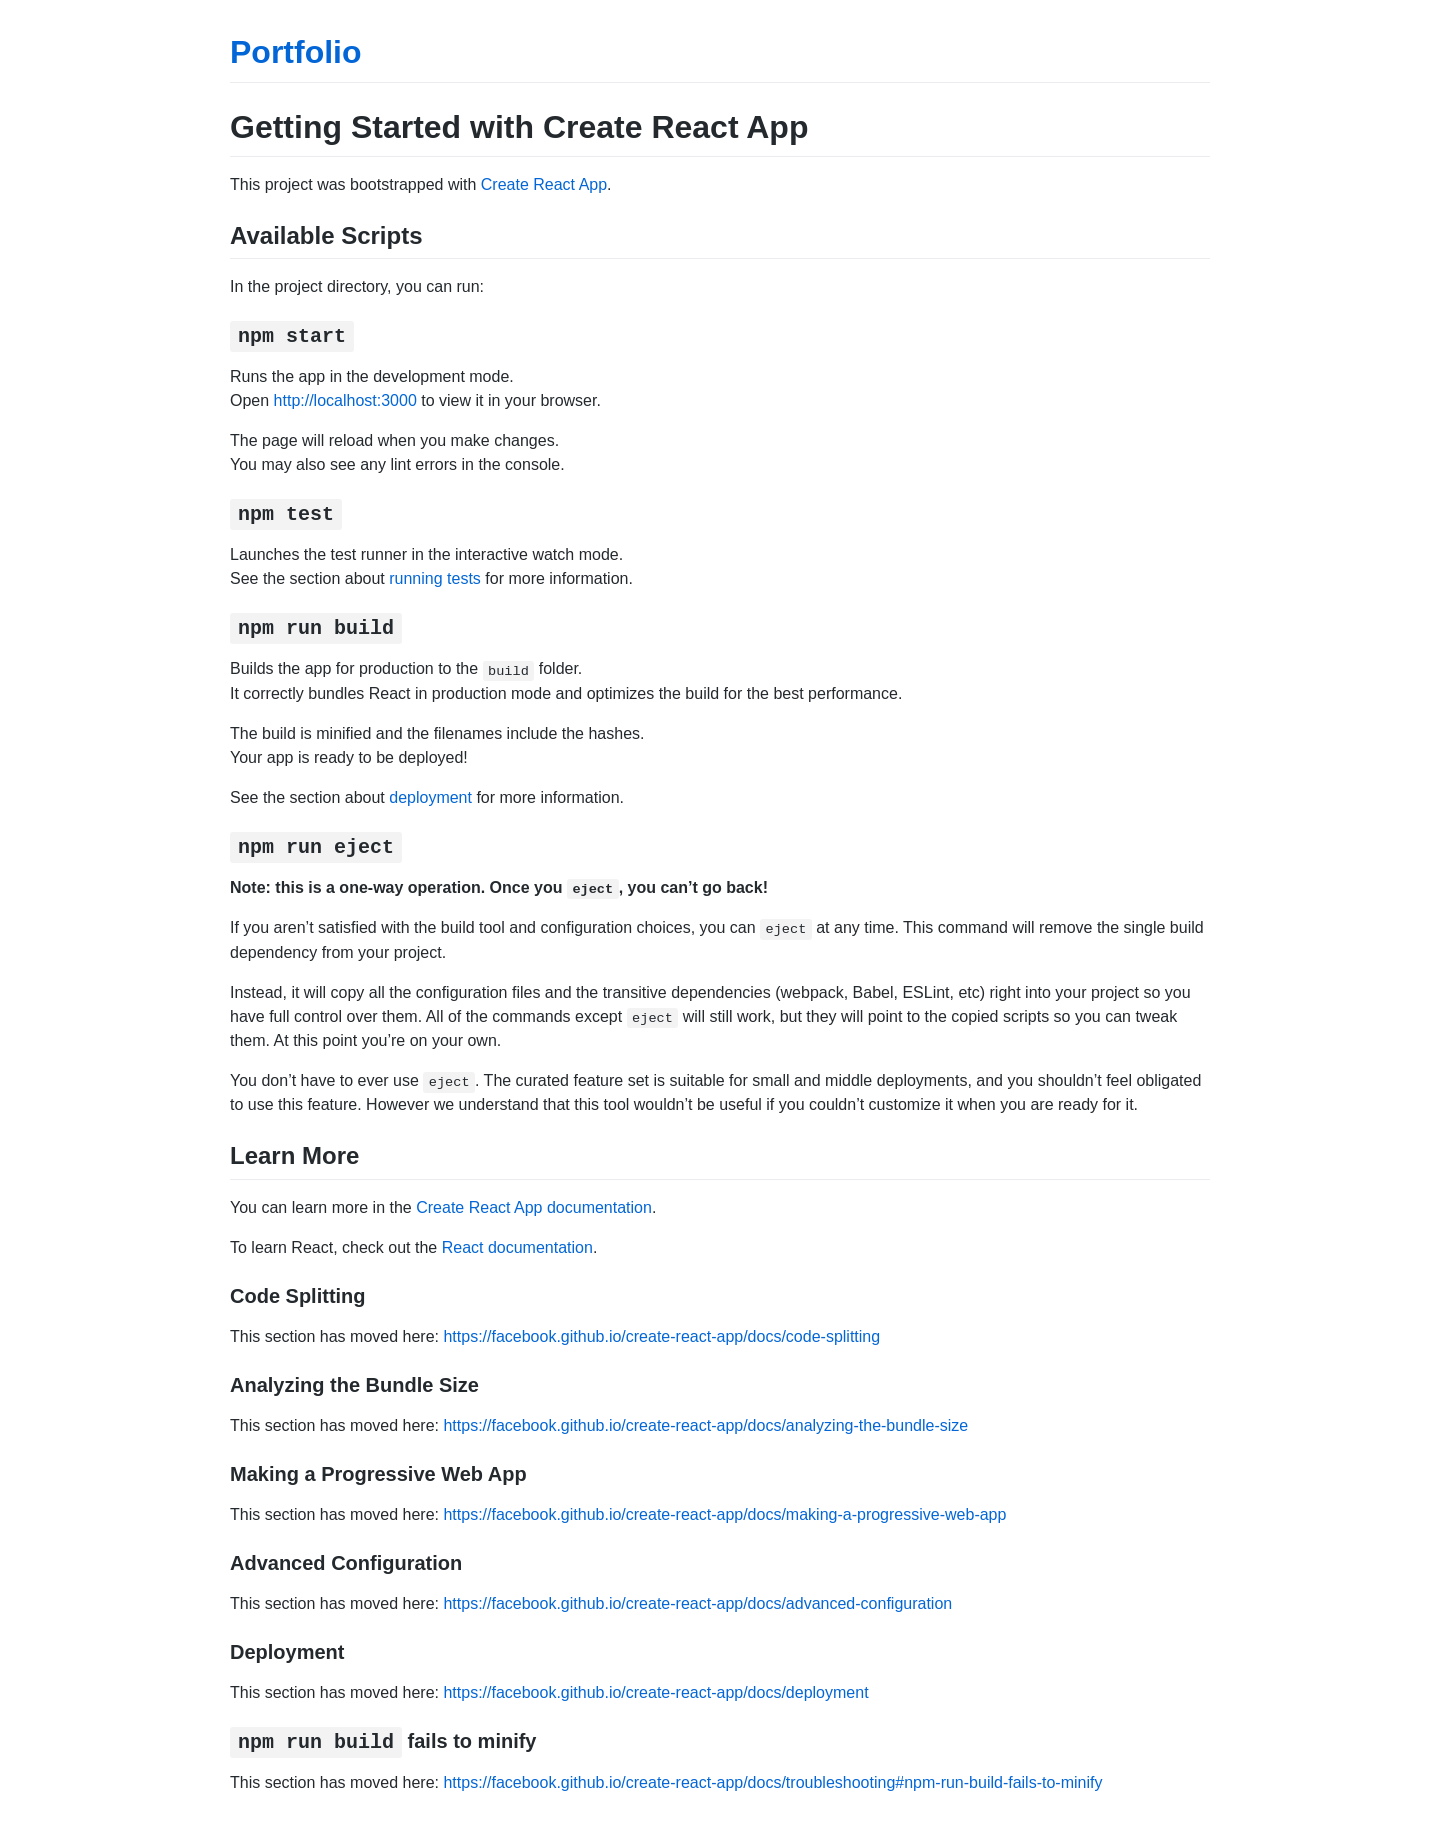 Portfolio
Getting Started with Create React App
This project was bootstrapped with Create React App.
Available Scripts
In the project directory, you can run:
npm start
Runs the app in the development mode.
Open http://localhost:3000 to view it in your browser.
The page will reload when you make changes.
You may also see any lint errors in the console.
npm test
Launches the test runner in the interactive watch mode.
See the section about running tests for more information.
npm run build
Builds the app for production to the build folder.
It correctly bundles React in production mode and optimizes the build for the best performance.
The build is minified and the filenames include the hashes.
Your app is ready to be deployed!
See the section about deployment for more information.
npm run eject
Note: this is a one-way operation. Once you eject, you can’t go back!
If you aren’t satisfied with the build tool and configuration choices, you can eject at any time. This command will remove the single build
dependency from your project.
Instead, it will copy all the configuration files and the transitive dependencies (webpack, Babel, ESLint, etc) right into your project so you
have full control over them. All of the commands except eject will still work, but they will point to the copied scripts so you can tweak
them. At this point you’re on your own.
You don’t have to ever use eject. The curated feature set is suitable for small and middle deployments, and you shouldn’t feel obligated
to use this feature. However we understand that this tool wouldn’t be useful if you couldn’t customize it when you are ready for it.
Learn More
You can learn more in the Create React App documentation.
To learn React, check out the React documentation.
Code Splitting
This section has moved here: https://facebook.github.io/create-react-app/docs/code-splitting
Analyzing the Bundle Size
This section has moved here: https://facebook.github.io/create-react-app/docs/analyzing-the-bundle-size
Making a Progressive Web App
This section has moved here: https://facebook.github.io/create-react-app/docs/making-a-progressive-web-app
Advanced Configuration
This section has moved here: https://facebook.github.io/create-react-app/docs/advanced-configuration
Deployment
This section has moved here: https://facebook.github.io/create-react-app/docs/deployment
npm run build fails to minify
This section has moved here: https://facebook.github.io/create-react-app/docs/troubleshooting#npm-run-build-fails-to-minify